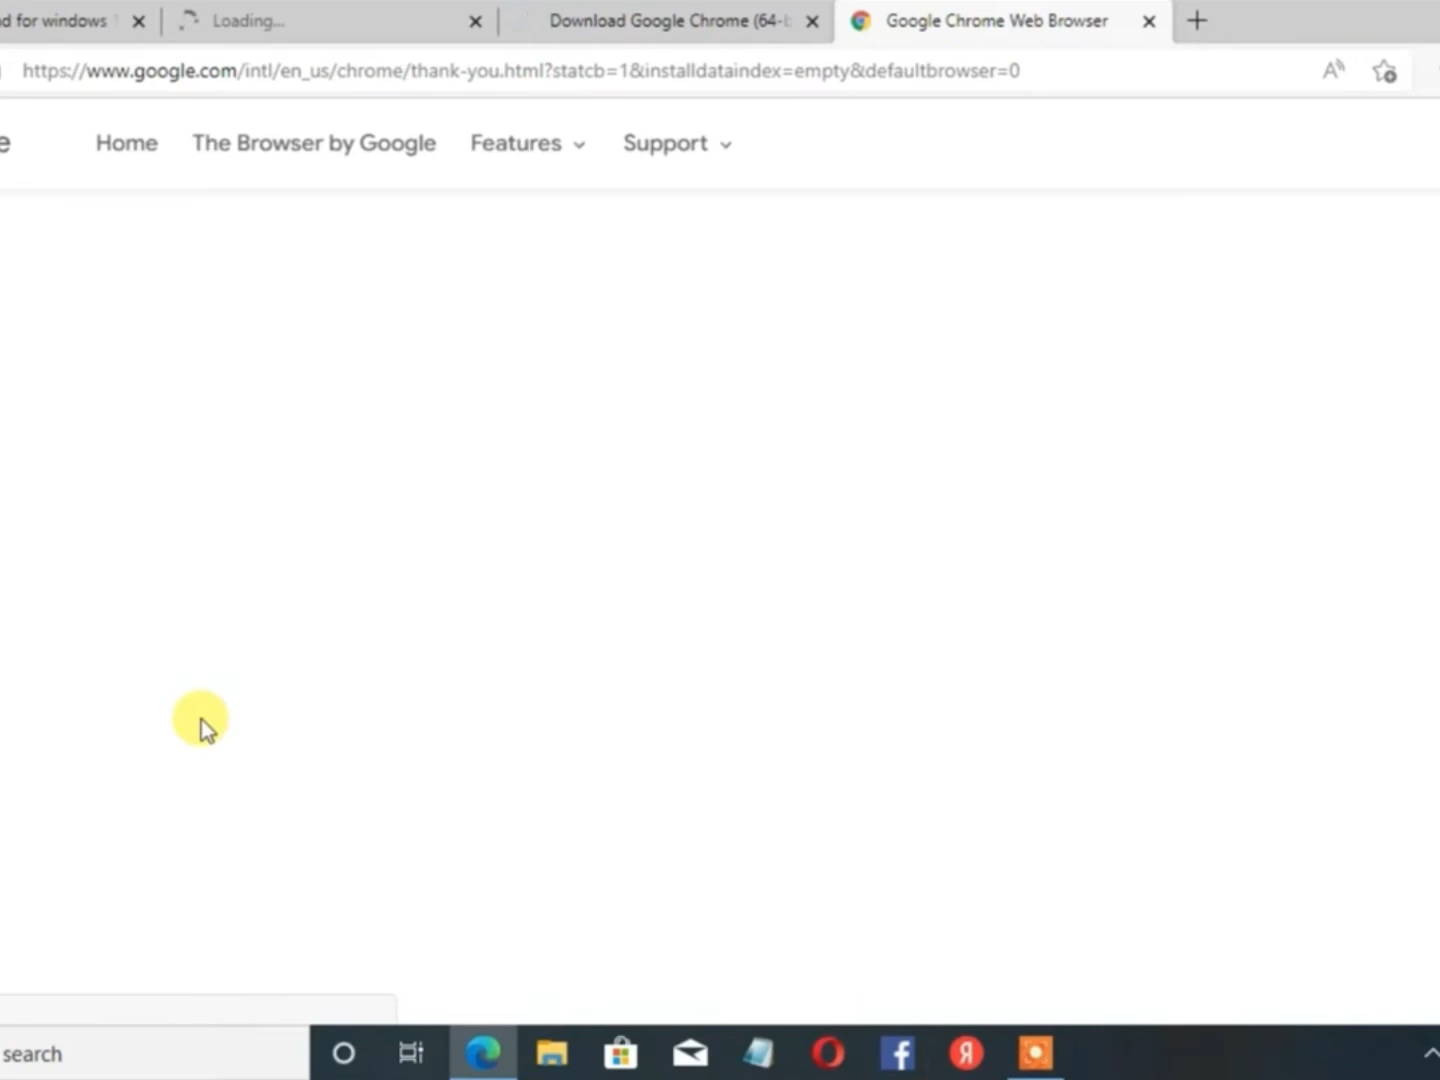 d for windows
Loading...
Download Google Chrome (64-b
Google Chrome Web Browser
https://www.google.com/intl/en_us/chrome/thank-you.html?statcb=1&installdataindex=empty&defaultbrowser=0
e
Home
The Browser by Google
Features
Support
search